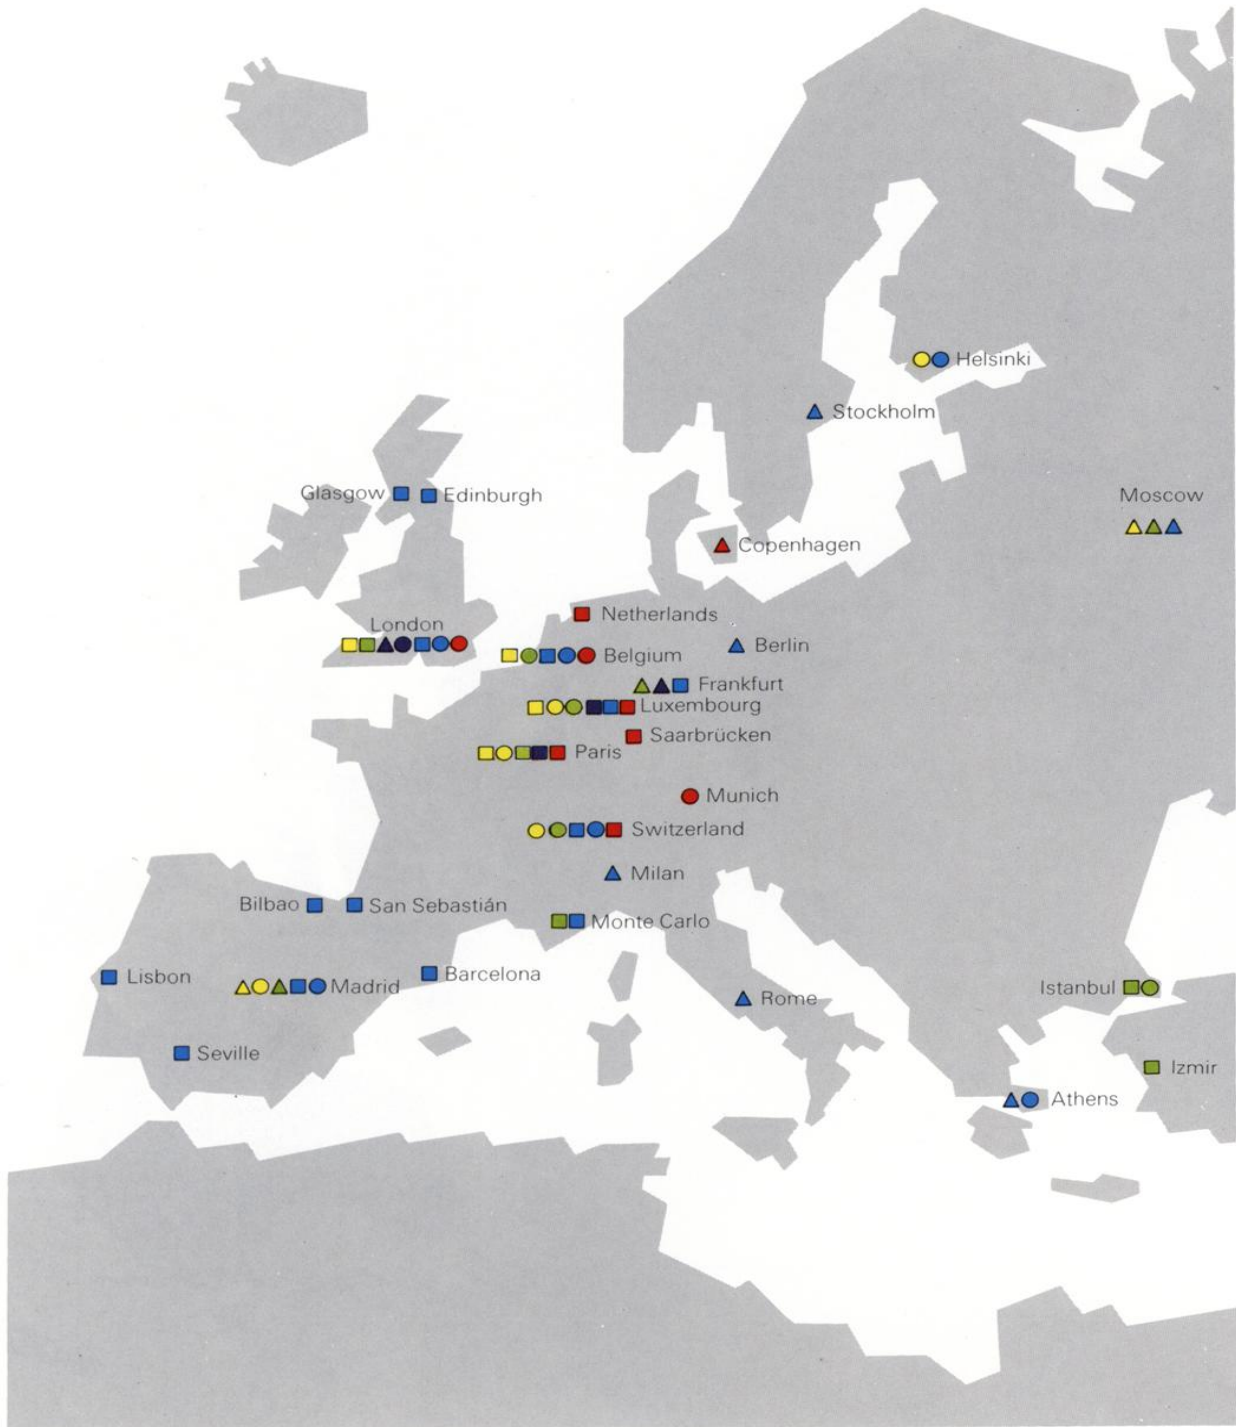 Helsinki
Stockholm
Glasgow
Edinburgh
Moscow
Copenhagen
Netherlands
London
Berlin
Belgium
Frankfurt
Luxembourg
Saarbrücken
Paris
Munich
Switzerland
Milan
Bilbao
San Sebastián
Monte Carlo
Lisbon
Madrid
Barcelona
Rome
Istanbul
Seville
Izmir
Athens